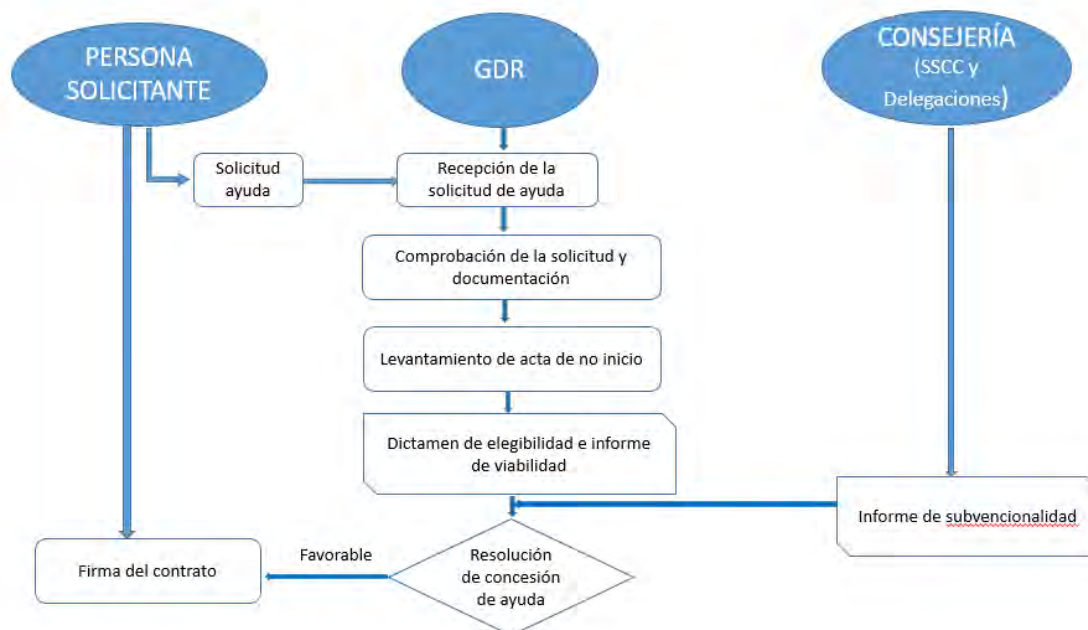 PERSONA
SOLICITANTE
GDR
CONSEJERÍA
(SSCC y
Delegaciones)
Solicitud
ayuda
Recepción de la
solicitud de ayuda
Comprobación de la solicitud y
documentación
Levantamiento de acta de no inicio
Dictamen de elegibilidad e informe
de viabilidad
Informe de subvencionalidad
Firma del contrato
Favorable
Resolución
de concesión
de ayuda